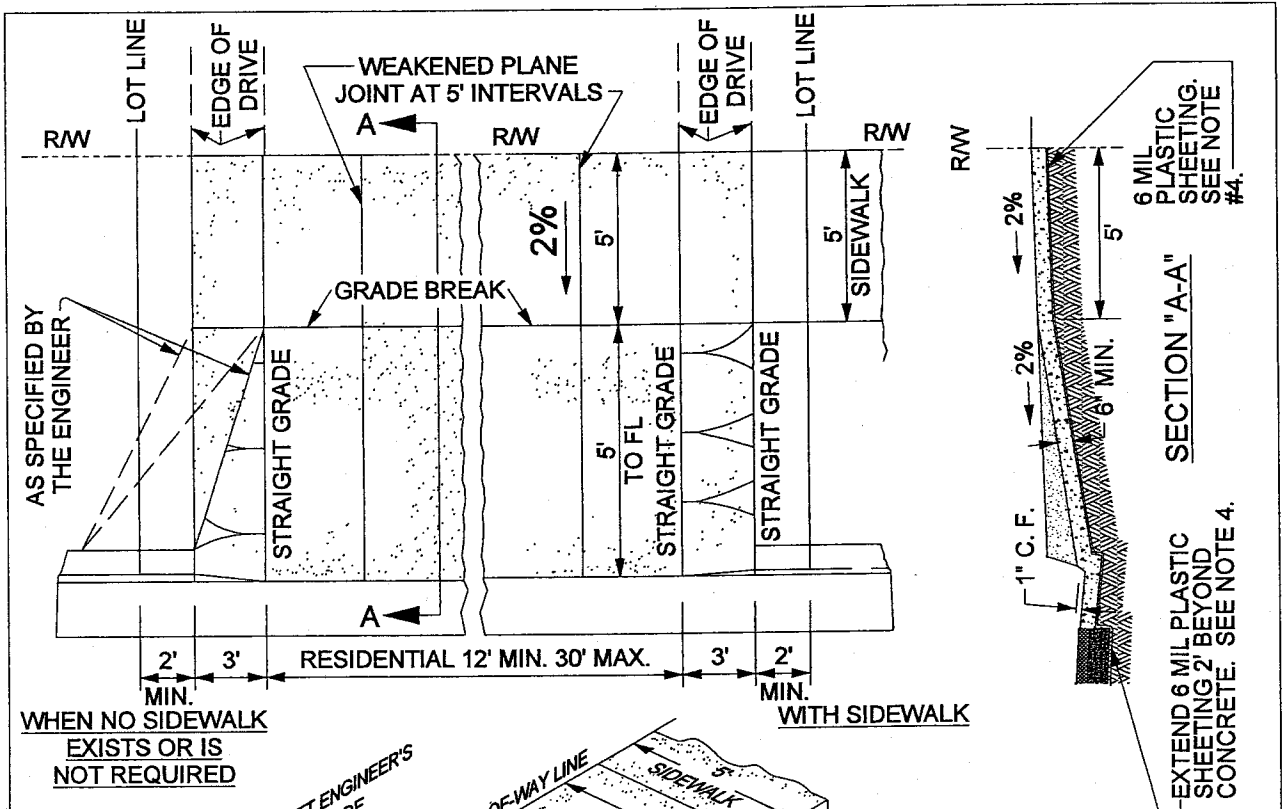 LOT LINE
EDGE OF
DRIVE
WEAKENED PLANE
JOINT AT 5' INTERVALS
EDGE OF
DRIVE
LOT LINE
R/W
A
R/W
R/W
R/W
6 MIL
PLASTIC
SHEETING.
SEE NOTE
#4.
2%
5'
5'
SIDEWALK
2%
5'
GRADE BREAK
AS SPECIFIED BY
THE ENGINEER
STRAIGHT GRADE
5'
TO FL
STRAIGHT GRADE
STRAIGHT GRADE
2%
6" MIN.
SECTION "A-A"
1" C. F.
A
2'
3'
RESIDENTIAL 12' MIN. 30' MAX.
3'
2'
MIN.
MIN.
WHEN NO SIDEWALK
EXISTS OR IS
NOT REQUIRED
WITH SIDEWALK
EXTEND 6 MIL PLASTIC
SHEETING 2' BEYOND
CONCRETE. SEE NOTE 4.
T ENGINEER'S
OF-WAY LINE
5'
SIDEWALK